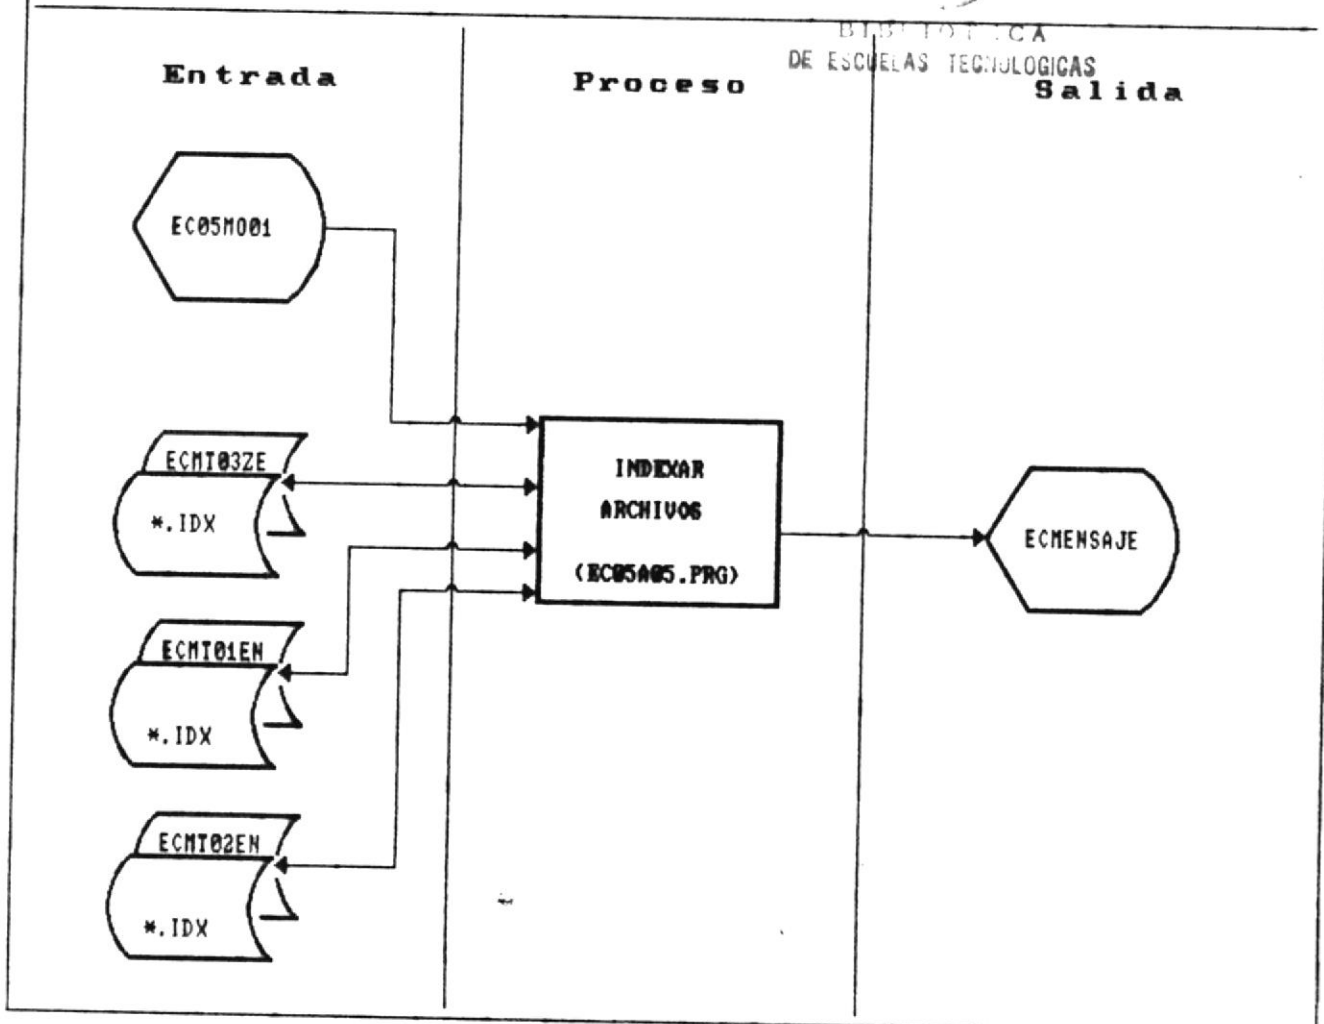 DE ESCUELAS TECNOLOGICAS
Entrada
Proceso
Salida
EC05M001
ECMT03ZE
*.IDX
INDEXAR
ARCHIVOS
(EC05A05.PRG)
ECMENSAJE
ECMT01EN
*.IDX
ECMT02EN
*.IDX